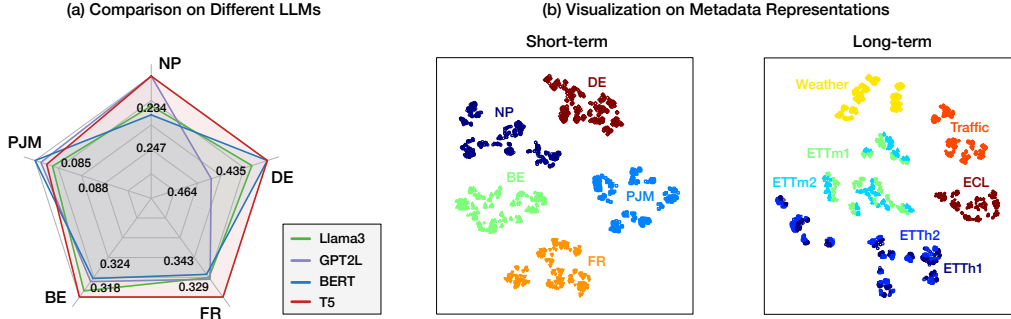 (a) Comparison on Different LLMs
NP
PJM
DE
BE
FR
0.234
0.247
0.085
0.088
0.435
0.464
0.324
0.318
0.343
0.329
Llama3
GPT2L
BERT
T5
(b) Visualization on Metadata Representations
Short-term
DE
NP
BE
PJM
FR
Long-term
Weather
Traffic
ETTm1
ETTm2
ECL
ETTh2
ETTh1